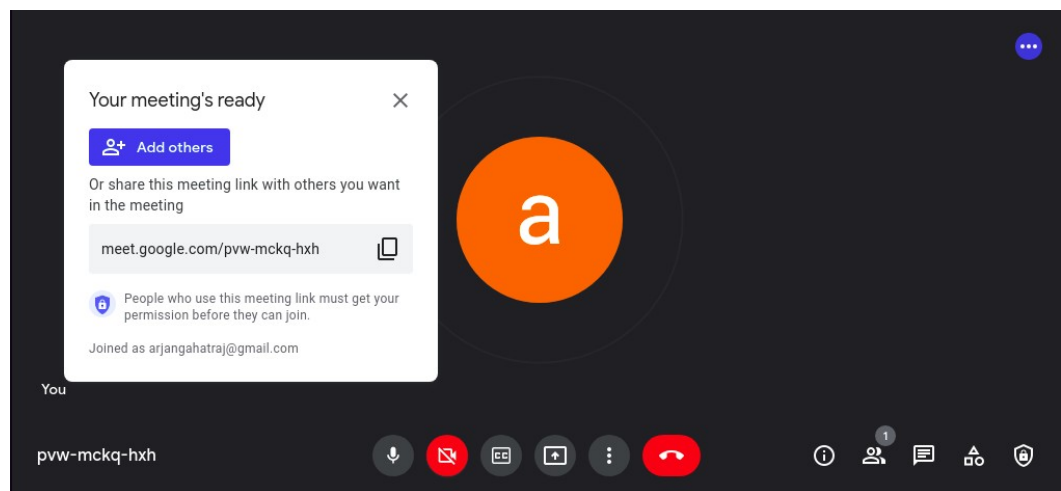 Your meeting's ready
Add others
Or share this meeting link with others you want
in the meeting
meet.google.com/pvw-mckq-hxh
People who use this meeting link must get your
permission before they can join.
Joined as arjangahatraj@gmail.com
a
You
pvw-mckq-hxh
CC
1